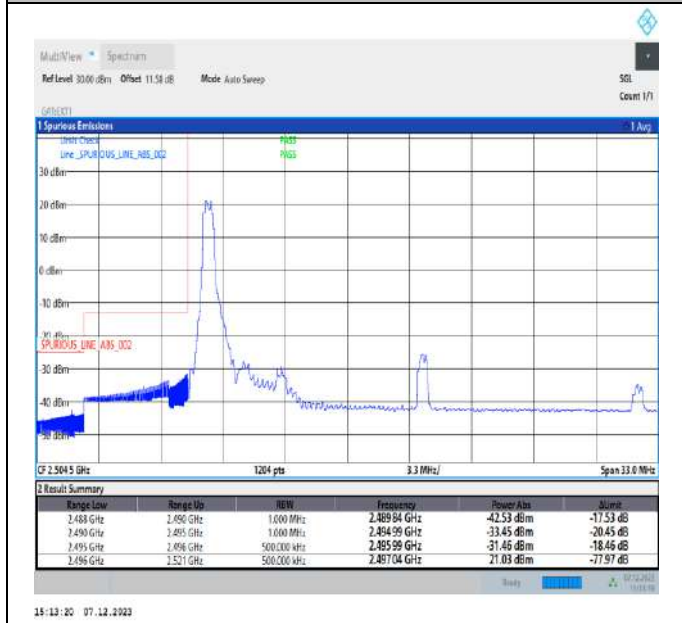 MultiView Spectrum
Ref Level 30.00 dBm Offset 11.58 dB Mode Auto Sweep SGL
Count 1/1
1 Spurious Emissions 1 Avg
Limit Check PASS
Line _SPURIOUS_LINE_ABS_002 PASS
30 dBm
20 dBm
10 dBm
0 dBm
-10 dBm
-20 dBm
SPURIOUS_LINE_ABS_002
-30 dBm
-40 dBm
-50 dBm
CF 2.5045 GHz 1204 pts 3.3 MHz/ Span 33.0 MHz
2 Result Summary
Range Low Range Up RBW Frequency Power Abs ΔLimit
2.488 GHz 2.490 GHz 1.000 MHz 2.48984 GHz -42.53 dBm -17.53 dB
2.490 GHz 2.495 GHz 1.000 MHz 2.49499 GHz -33.45 dBm -20.45 dB
2.495 GHz 2.496 GHz 500.000 kHz 2.49599 GHz -31.46 dBm -18.46 dB
2.496 GHz 2.521 GHz 500.000 kHz 2.49704 GHz 21.03 dBm -77.97 dB
Ready 07.12.2023
15:13:20 07.12.2023